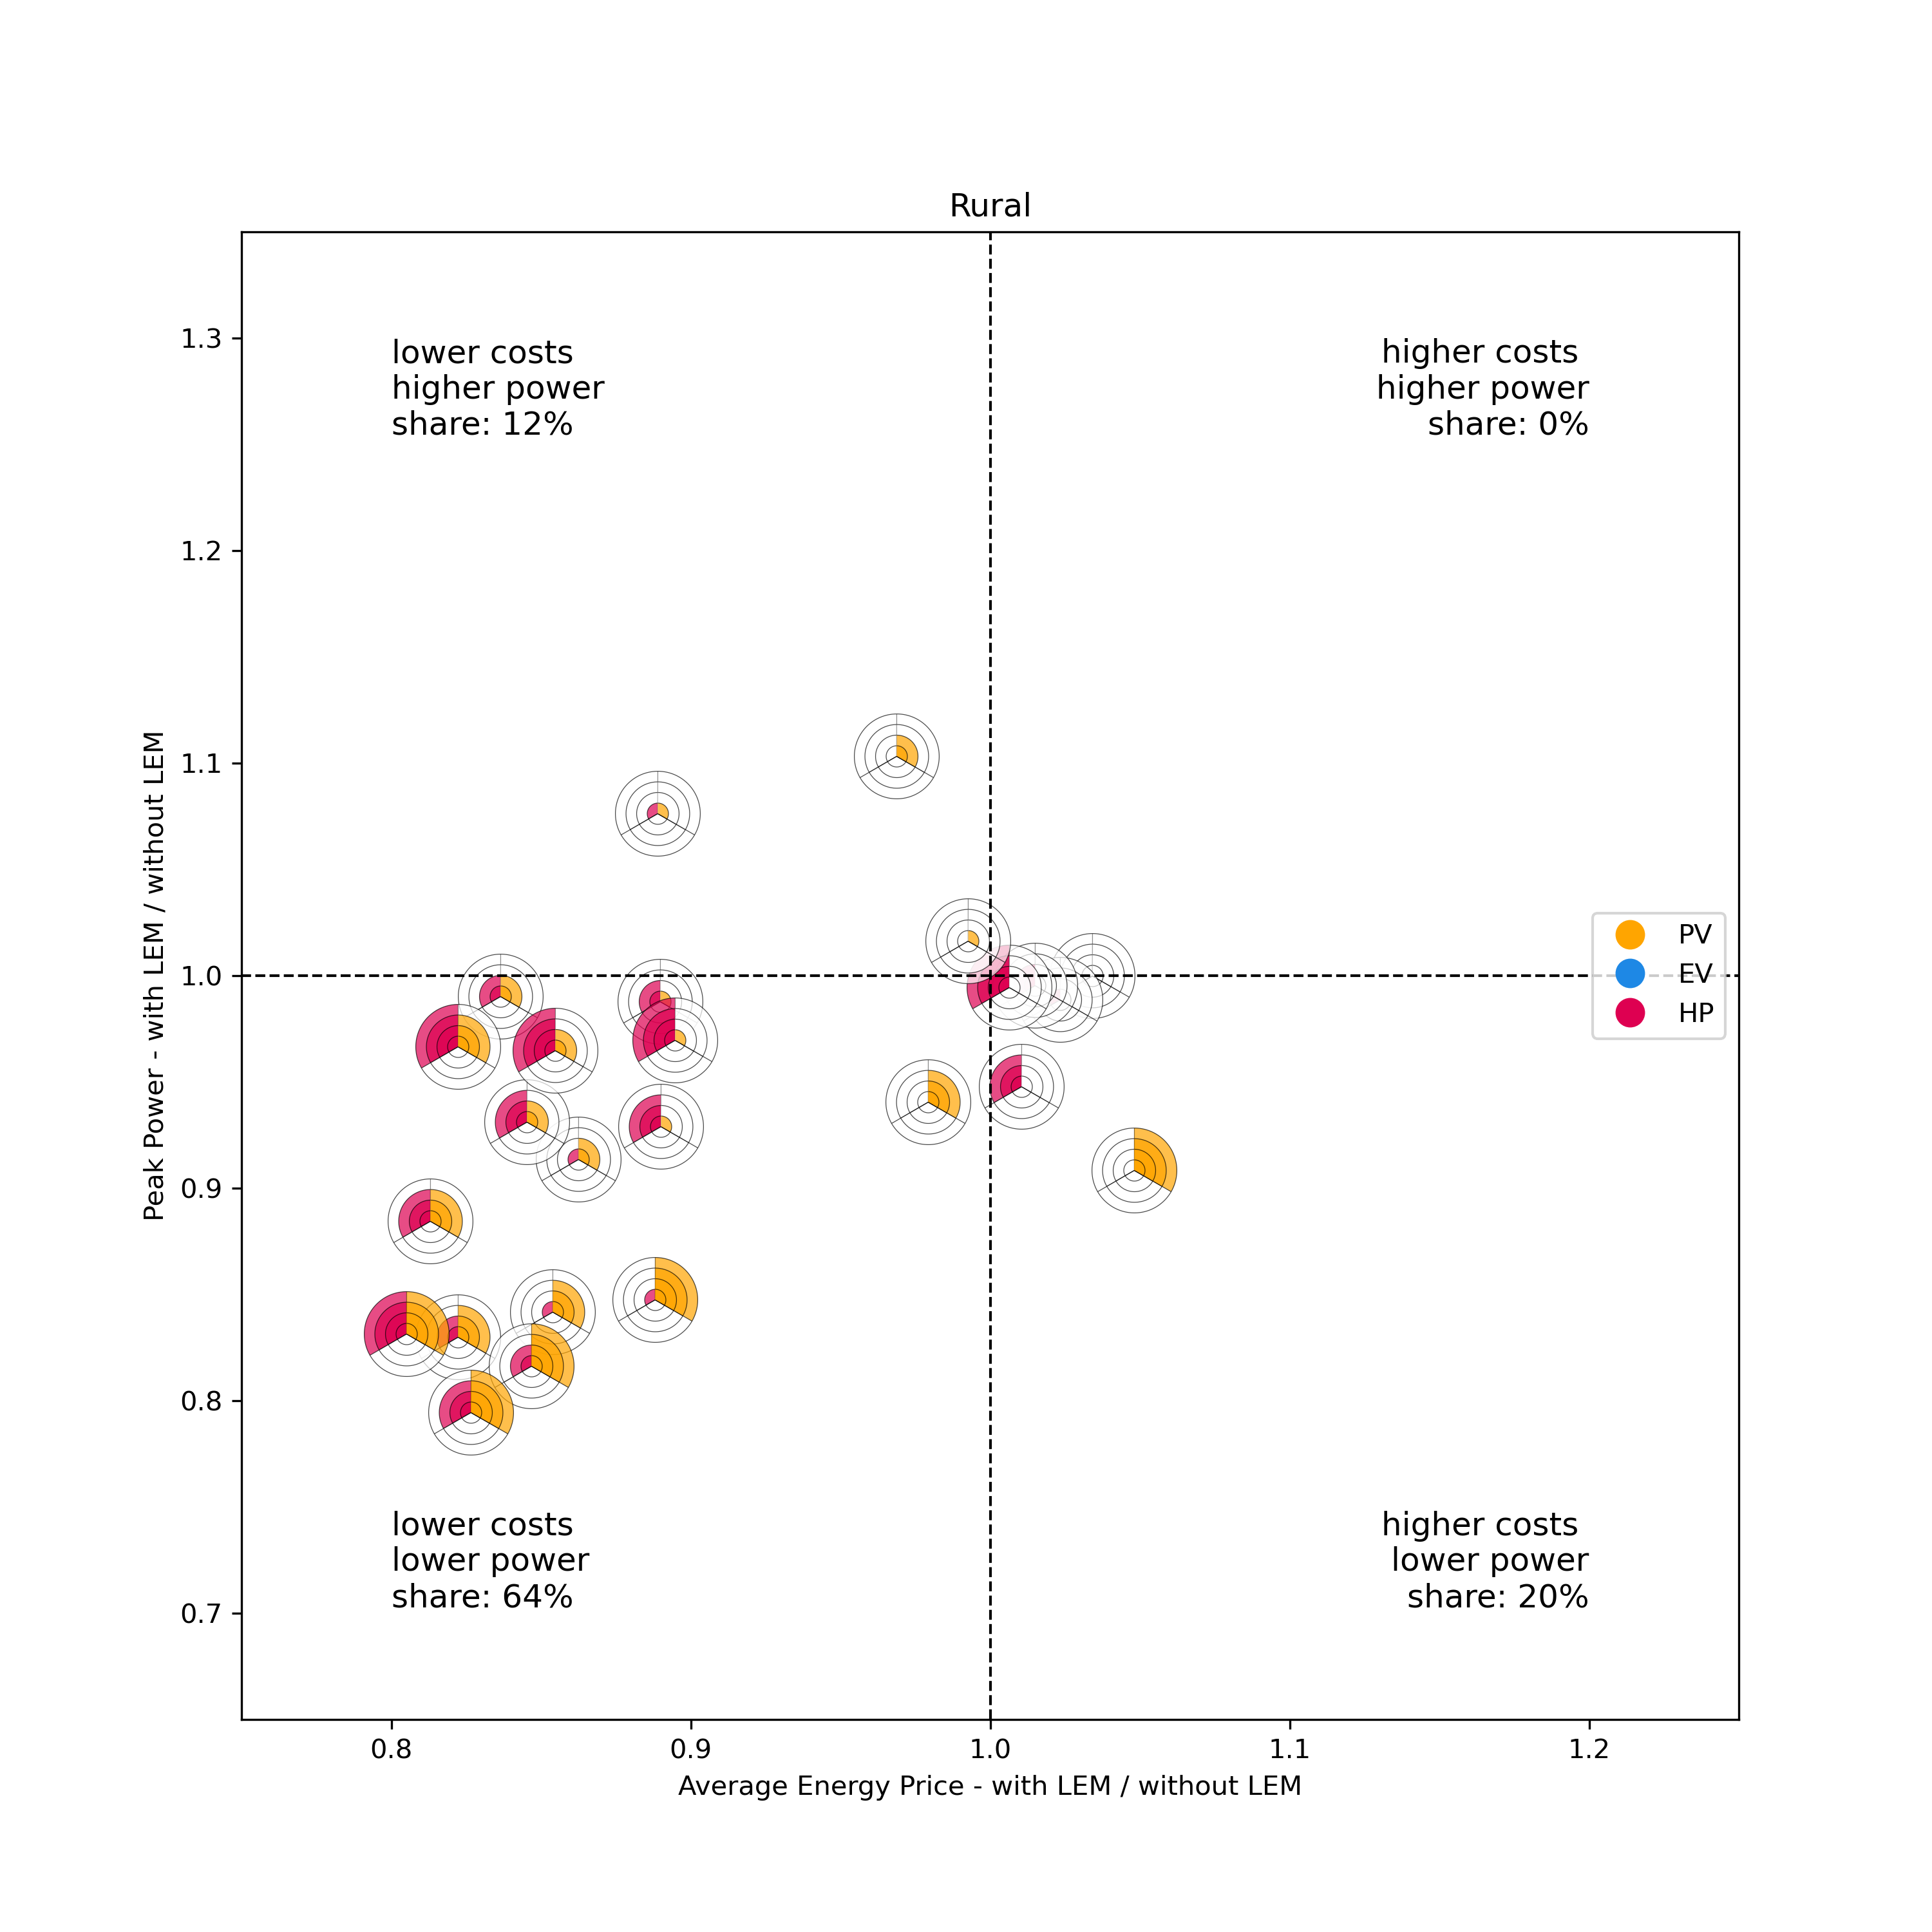 Rural
lower costs
higher power
share: 12%
higher costs
higher power
share: 0%
1.3
1.2
1.1
1.0
0.9
0.8
0.7
Peak Power - with LEM / without LEM
PV
EV
HP
lower costs
lower power
share: 64%
higher costs
lower power
share: 20%
0.8
0.9
1.0
1.1
1.2
Average Energy Price - with LEM / without LEM